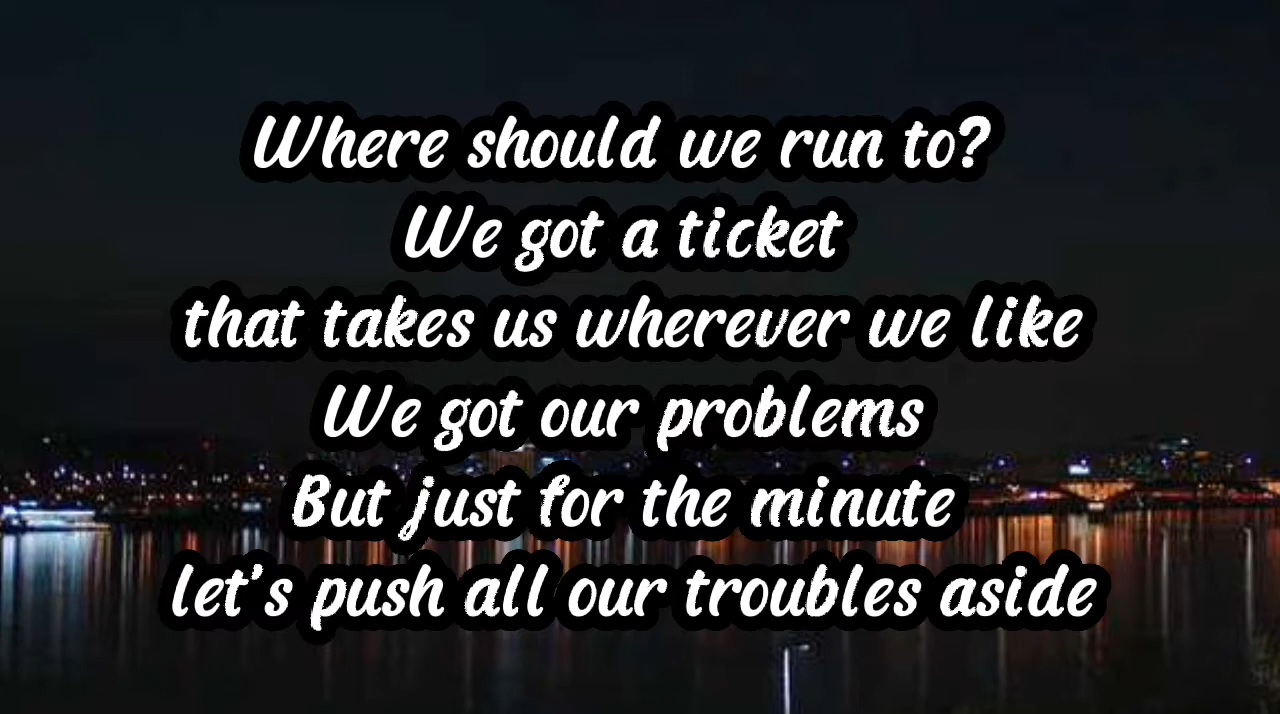 Where should we run to?
We got a ticket
that takes us wherever we like
We got our problems
But just for the minute
let's push all our troubles aside